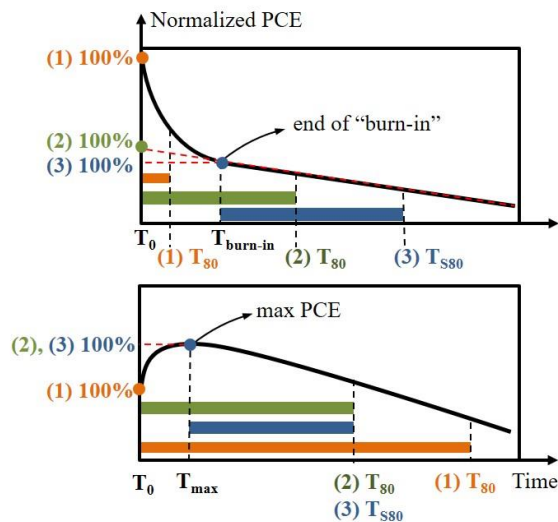 Normalized PCE
(1) 100%
(2) 100%
(3) 100%
end of “burn-in”
T0
Tburn-in
(1) T80
(2) T80
(3) TS80
max PCE
(2), (3) 100%
(1) 100%
T0
Tmax
(2) T80
(3) TS80
(1) T80
Time